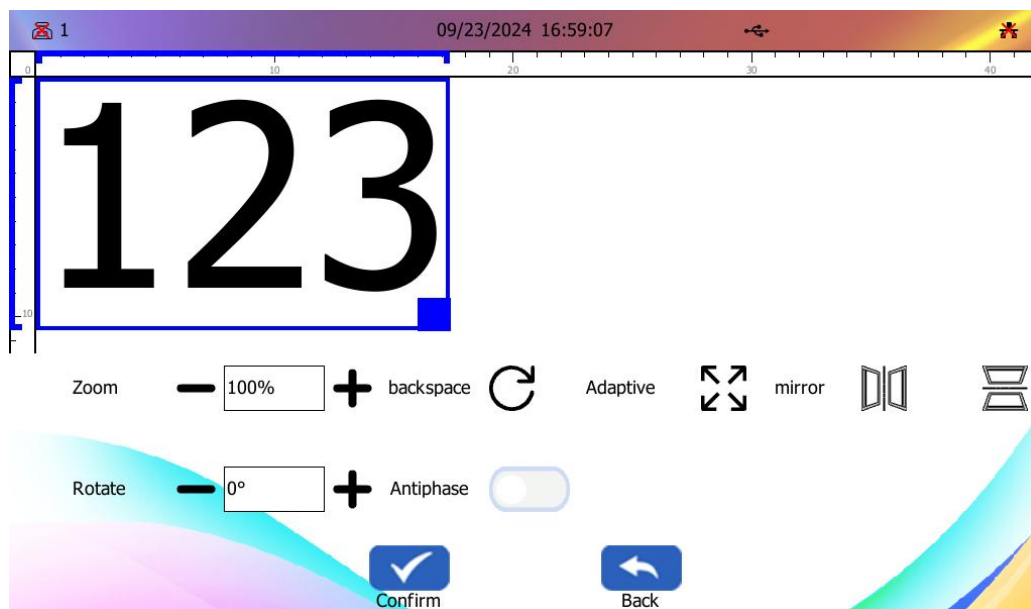 1 09/23/2024 16:59:07
0 10 20 30 40
123
10
Zoom 100% backspace Adaptive mirror
Rotate 0° Antiphase
Confirm Back